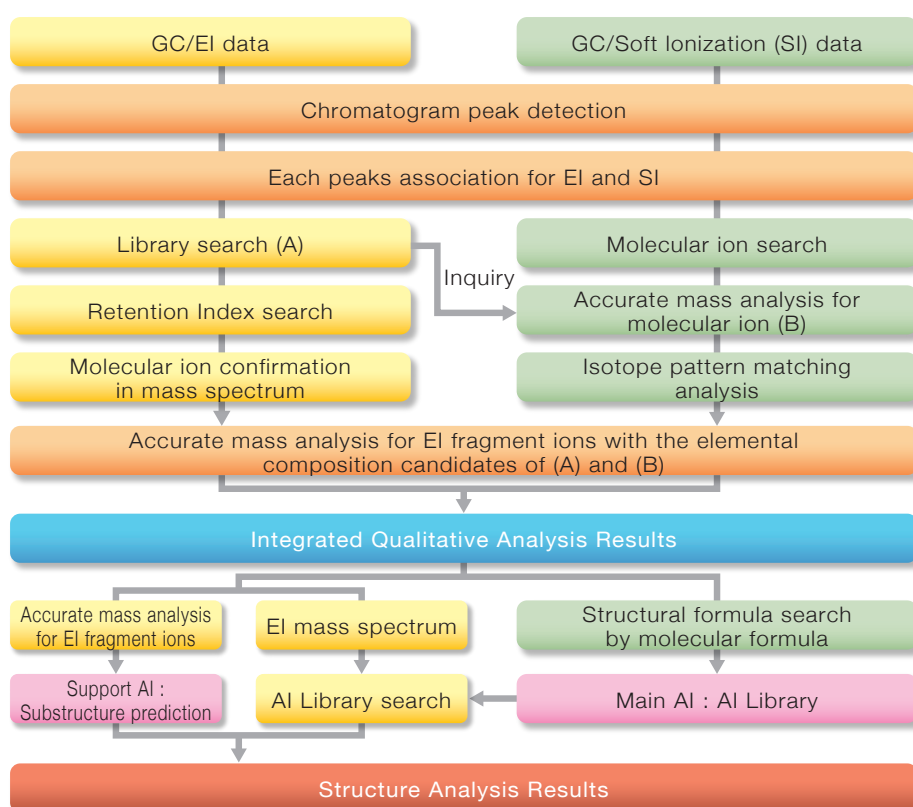 GC/EI data
GC/Soft Ionization (SI) data
Chromatogram peak detection
Each peaks association for EI and SI
Library search (A)
Molecular ion search
Inquiry
Retention Index search
Accurate mass analysis for
molecular ion (B)
Molecular ion confirmation
in mass spectrum
Isotope pattern matching
analysis
Accurate mass analysis for EI fragment ions with the elemental
composition candidates of (A) and (B)
Integrated Qualitative Analysis Results
Accurate mass analysis
for EI fragment ions
EI mass spectrum
Structural formula search
by molecular formula
Support AI :
Substructure prediction
AI Library search
Main AI : AI Library
Structure Analysis Results